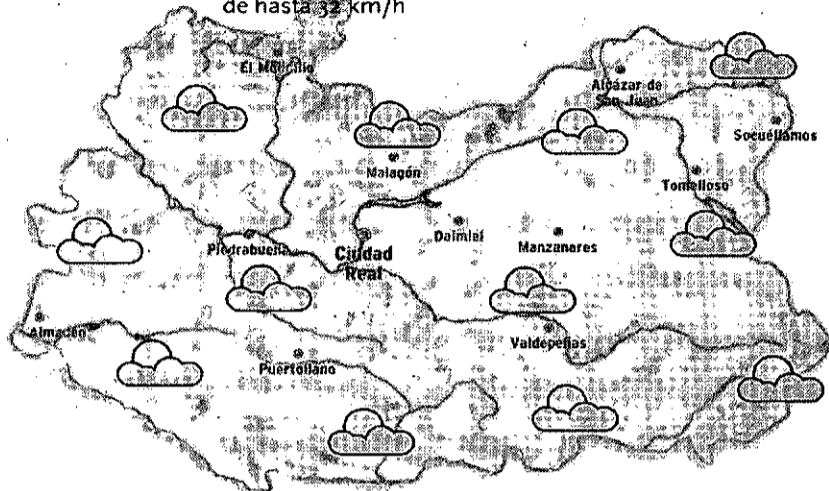 de hasta 32 km/h
El Molinillo
Alcázar de
San Juan
Socuéllamos
Malagón
Tomelloso
Piedrabuena
Ciudad
Real
Daimiel
Manzanares
Almadén
Valdepeñas
Puertollano